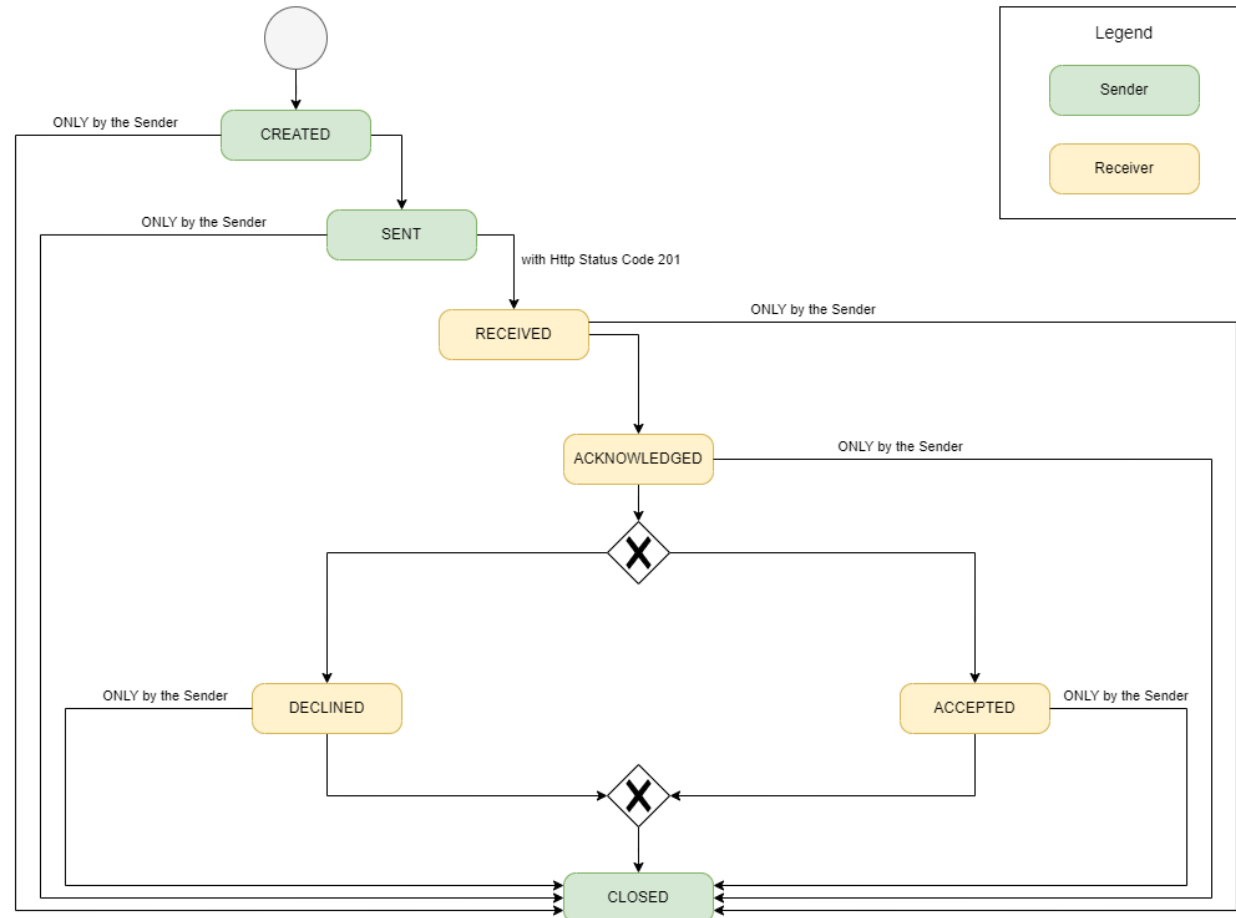 Legend
Sender
Receiver
ONLY by the Sender
CREATED
ONLY by the Sender
SENT
with Http Status Code 201
ONLY by the Sender
RECEIVED
ONLY by the Sender
ACKNOWLEDGED
X
ONLY by the Sender
DECLINED
ACCEPTED
ONLY by the Sender
X
CLOSED